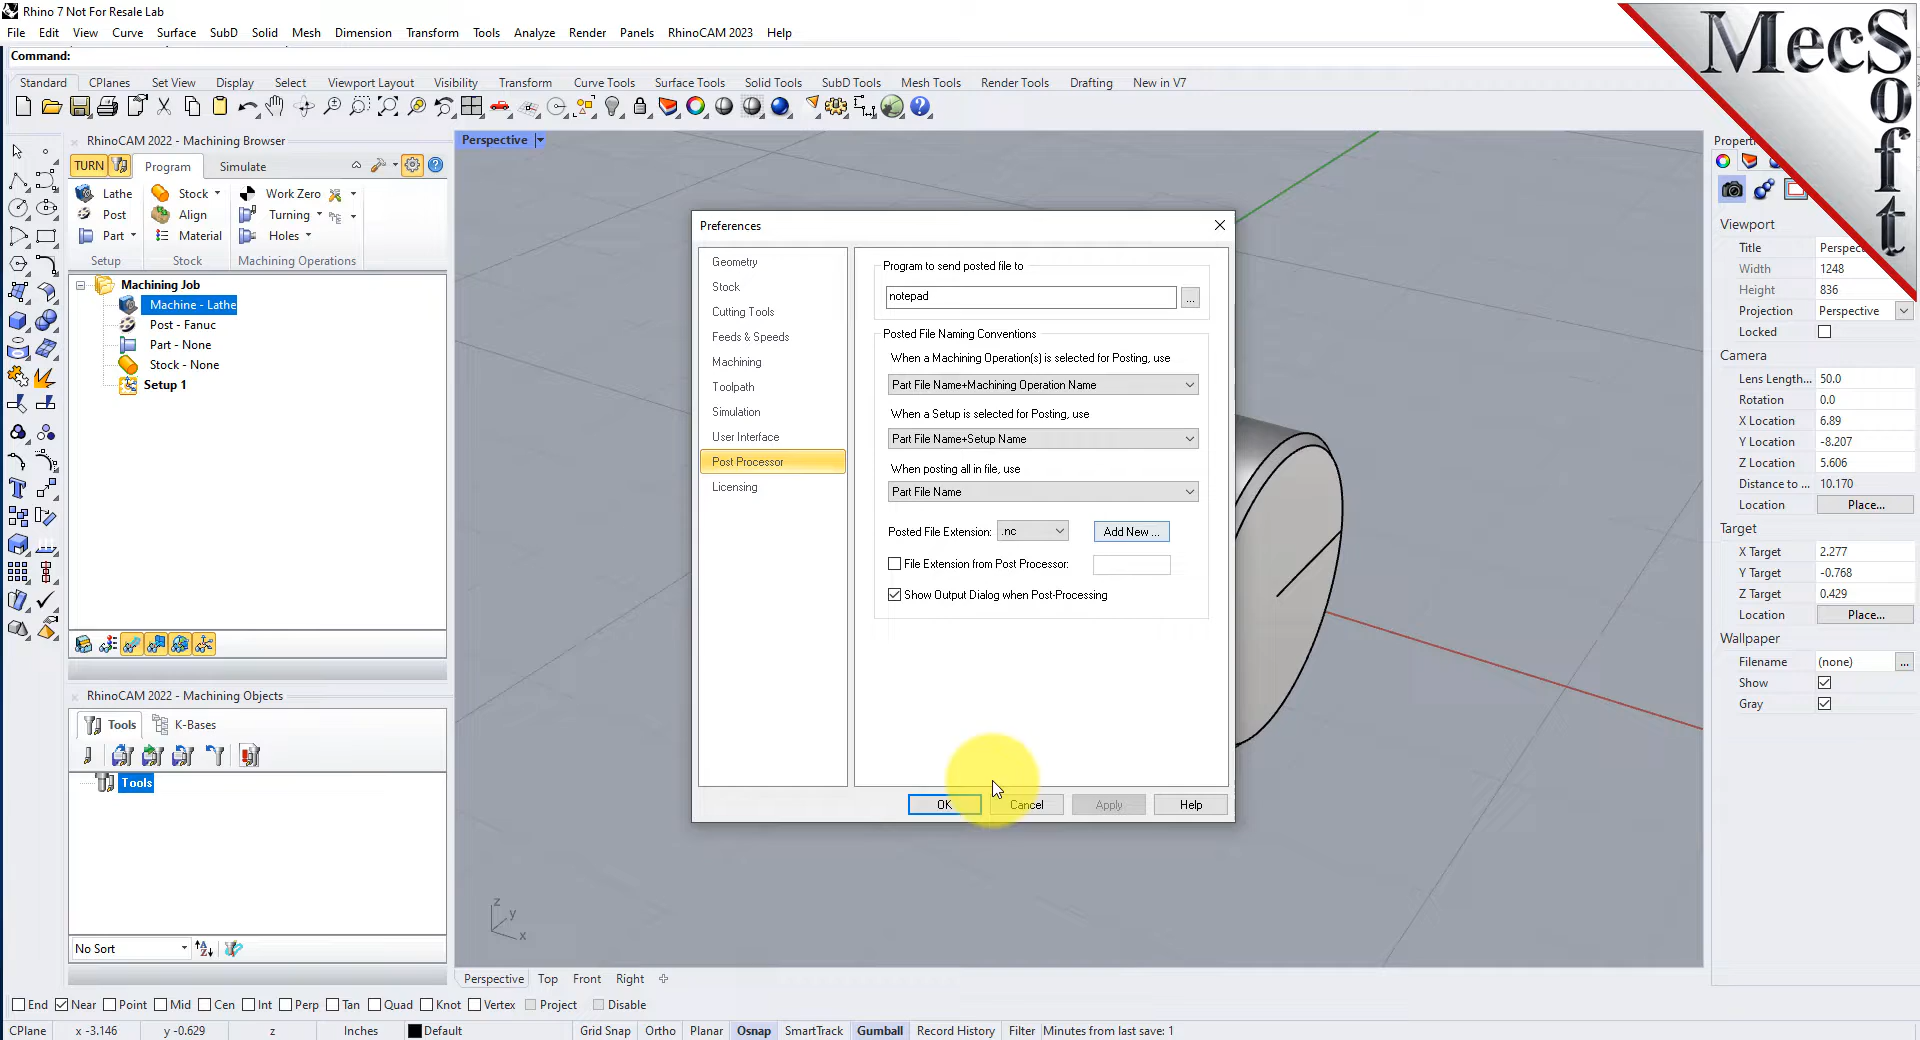 Rhino 7 Not For Resale Lab
File Edit View Curve Surface SubD Solid Mesh Dimension Transform Tools Analyze Render Panels RhinoCAM 2023 Help
Command:
Standard CPlanes Set View Display Select Viewport Layout Visibility Transform Curve Tools Surface Tools Solid Tools SubD Tools Mesh Tools Render Tools Drafting New in V7
MecSoft
RhinoCAM 2022 - Machining Browser
TURN Program Simulate
Lathe Stock Work Zero
Post Align Turning
Part Material Holes
Setup Stock Machining Operations
Machining Job
Machine - Lathe
Post - Fanuc
Part - None
Stock - None
Setup 1
RhinoCAM 2022 - Machining Objects
Tools K-Bases
Tools
No Sort
Perspective
Preferences
Geometry
Stock
Cutting Tools
Feeds & Speeds
Machining
Toolpath
Simulation
User Interface
Post Processor
Licensing
Program to send posted file to
notepad ...
Posted File Naming Conventions
When a Machining Operation(s) is selected for Posting, use
Part File Name+Machining Operation Name
When a Setup is selected for Posting, use
Part File Name+Setup Name
When posting all in file, use
Part File Name
Posted File Extension: .nc Add New ...
File Extension from Post Processor:
Show Output Dialog when Post-Processing
OK Cancel Apply Help
z
y
x
Viewport
Title
Width 1248
Height 836
Projection Perspective
Locked
Camera
Lens Length... 50.0
Rotation 0.0
X Location 6.89
Y Location -8.207
Z Location 5.606
Distance to ... 10.170
Location Place...
Target
X Target 2.277
Y Target -0.768
Z Target 0.429
Location Place...
Wallpaper
Filename (none) ...
Show
Gray
Perspective Top Front Right
End Near Point Mid Cen Int Perp Tan Quad Knot Vertex Project Disable
CPlane x -3.146 y -0.629 z Inches Default Grid Snap Ortho Planar Osnap SmartTrack Gumball Record History Filter Minutes from last save: 1